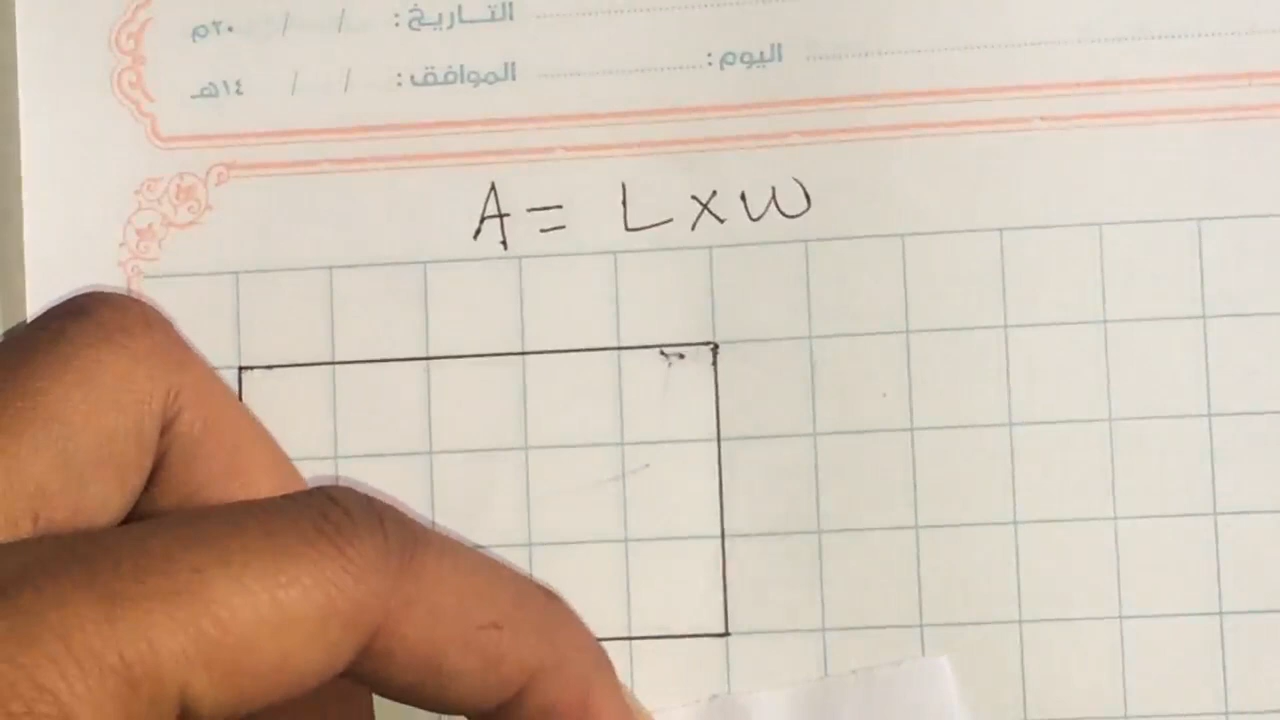 التاريخ: / / ٢٠م
اليوم: الموافق: / / ١٤هـ
A = L x W